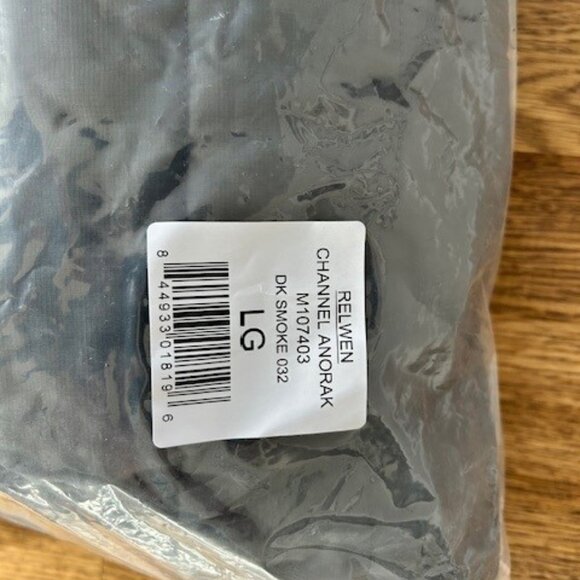 RELWEN
CHANNEL ANORAK
M107403
DK SMOKE 032
LG
8 44933 01819 6